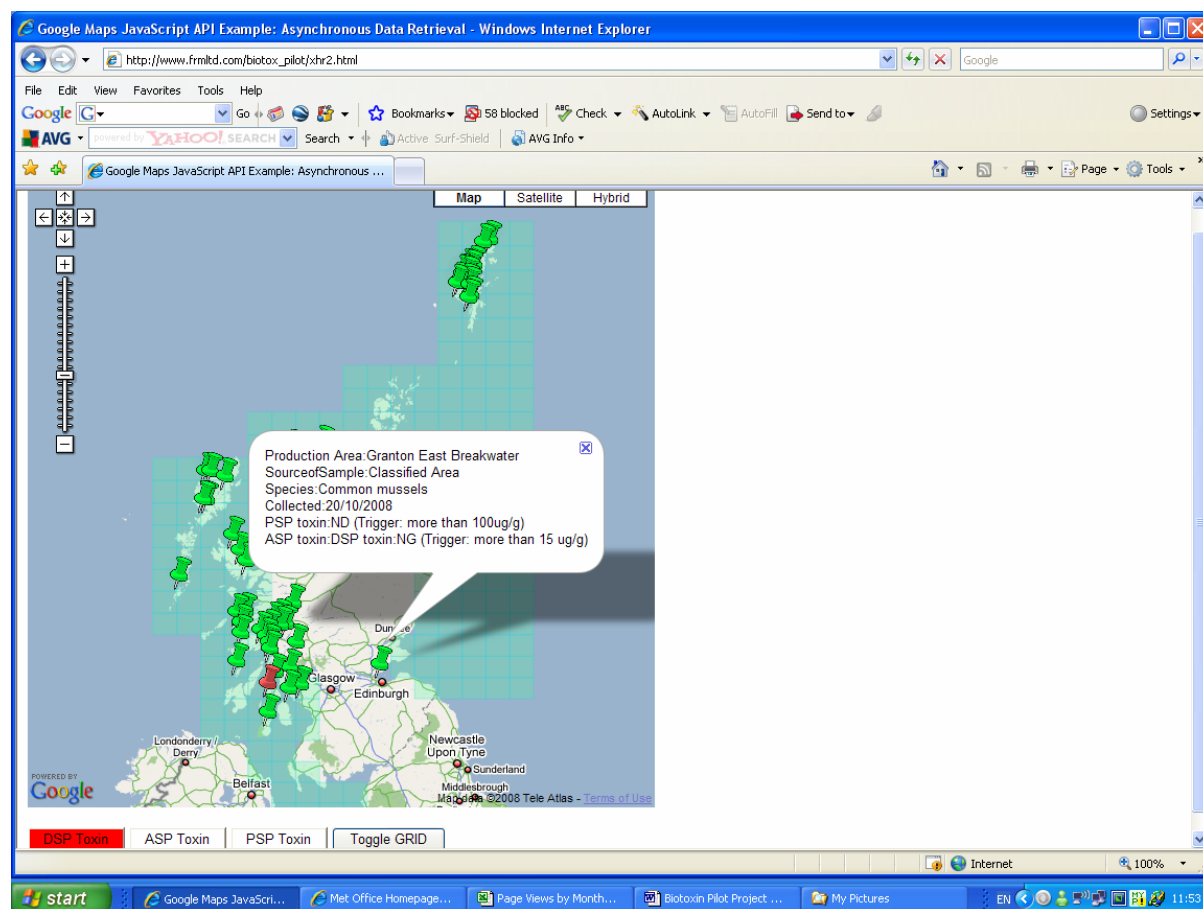 Google Maps JavaScript API Example: Asynchronous Data Retrieval - Windows Internet Explorer
http://www.frmltd.com/biotox_pilot/xhr2.html
Google
File Edit View Favorites Tools Help
Google G Go Bookmarks 58 blocked ABC Check AutoLink AutoFill Send to Settings
AVG powered by YAHOO! SEARCH Search Active Surf-Shield AVG Info
Google Maps JavaScript API Example: Asynchronous ...
Page Tools
Map Satellite Hybrid
Production Area:Granton East Breakwater
SourceofSample:Classified Area
Species:Common mussels
Collected:20/10/2008
PSP toxin:ND (Trigger: more than 100ug/g)
ASP toxin:DSP toxin:NG (Trigger: more than 15 ug/g)
Glasgow
Edinburgh
Londonderry /
Derry
Newcastle
Upon Tyne
Sunderland
Belfast
Middlesbrough
POWERED BY
Google
Map data ©2008 Tele Atlas - Terms of Use
DSP Toxin ASP Toxin PSP Toxin Toggle GRID
Internet 100%
start Google Maps JavaScri... Met Office Homepage... Page Views by Month... Biotoxin Pilot Project ... My Pictures EN 11:59